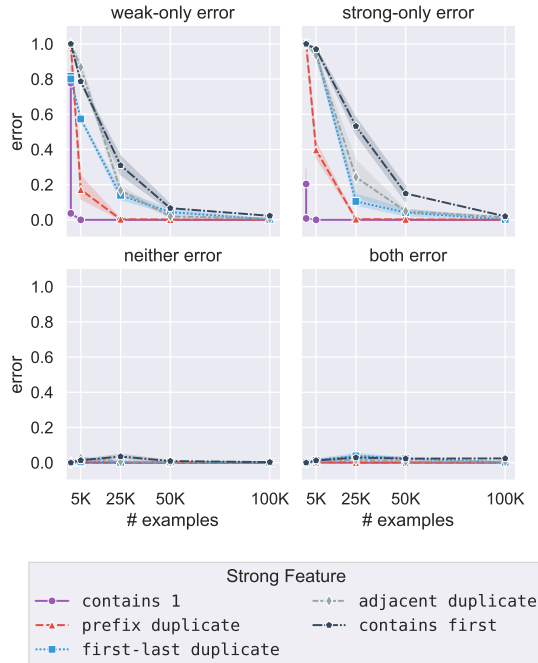 weak-only error
strong-only error
error
1.0
0.8
0.6
0.4
0.2
0.0
neither error
both error
error
1.0
0.8
0.6
0.4
0.2
0.0
5K 25K 50K 100K
5K 25K 50K 100K
# examples
# examples
Strong Feature
contains 1
prefix duplicate
first-last duplicate
adjacent duplicate
contains first